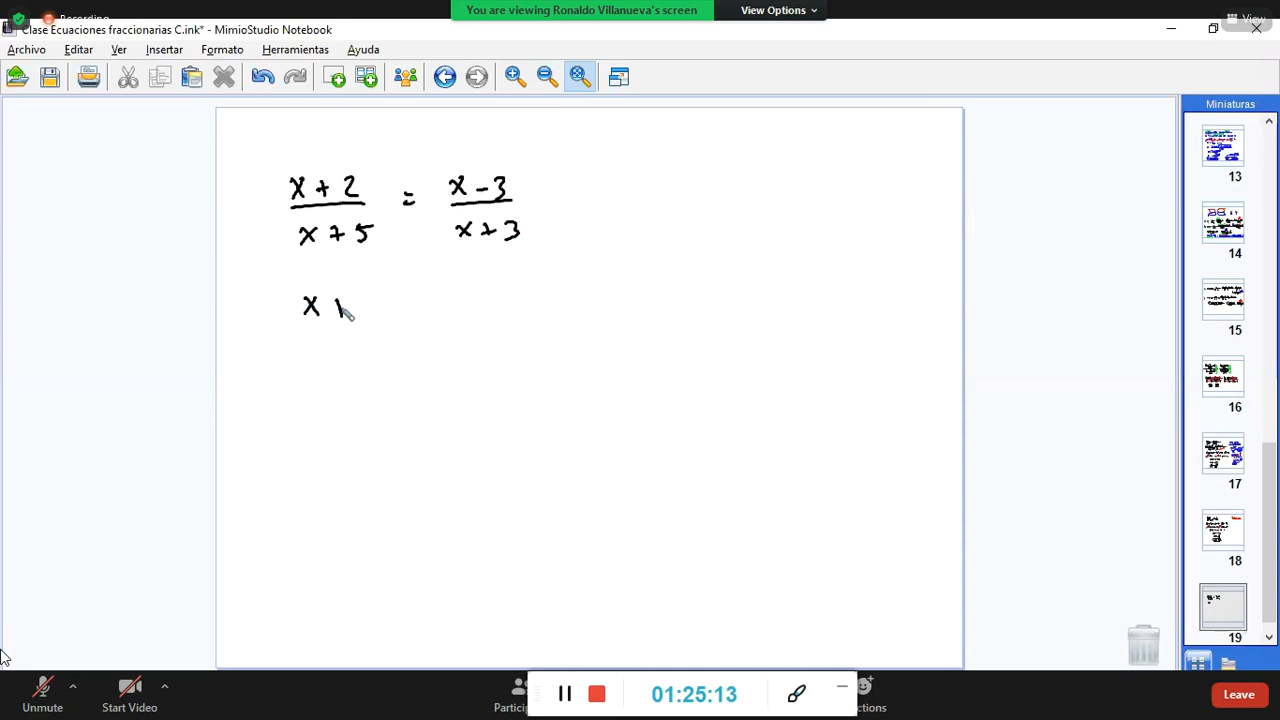 Recording
You are viewing Ronaldo Villanueva's screen
View Options
View
Clase Ecuaciones fraccionarias C.ink* - MimioStudio Notebook
Archivo Editar Ver Insertar Formato Herramientas Ayuda
Miniaturas
x + 2 / x + 5 = x - 3 / x + 3
x
13
14
15
16
17
18
19
Unmute
Start Video
01:25:13
Leave